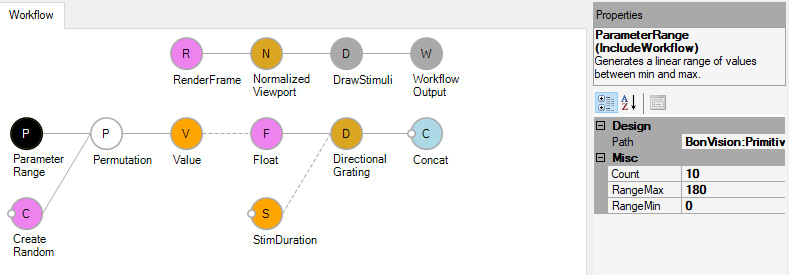 Workflow
R
N
D
W
RenderFrame
Normalized
Viewport
DrawStimuli
Workflow
Output
P
P
V
F
D
C
Parameter
Range
Permutation
Value
Float
Directional
Grating
Concat
C
S
Create
Random
StimDuration
Properties
ParameterRange
(IncludeWorkflow)
Generates a linear range of values
between min and max.
A
Z
Design
Path BonVision:Primitiv
Misc
Count 10
RangeMax 180
RangeMin 0